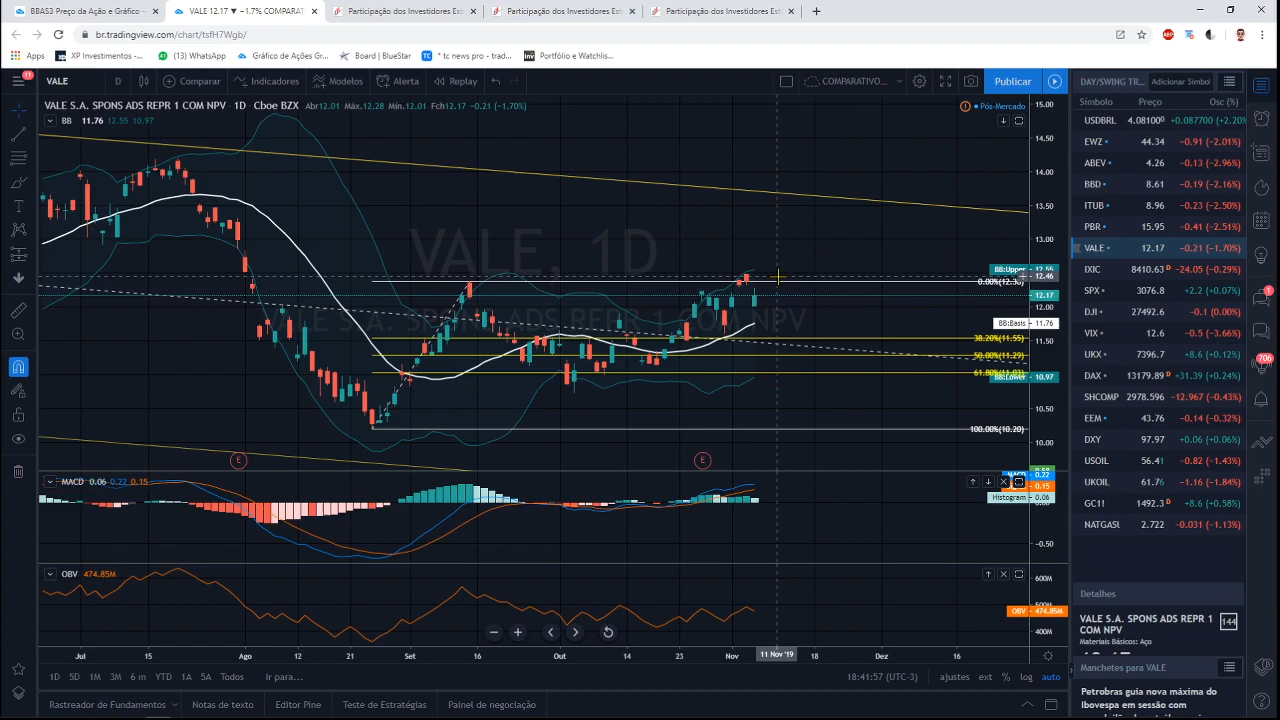 BBAS3 Preço da Ação e Gráfico —
VALE 12.17 ▼ −1.7% COMPARATI
Participação dos Investidores Est
Participação dos Investidores Est
Participação dos Investidores Est
br.tradingview.com/chart/tsfH7Wgb/
Apps
XP Investimentos -...
(13) WhatsApp
Gráfico de Ações Gr...
Board | BlueStar
* tc news pro - trad...
Portfólio e Watchlis...
11
VALE
D
Comparar
Indicadores
Modelos
Alerta
Replay
COMPARATIVO...
Publicar
DAY/SWING TR...
Adicionar Símbol
VALE S.A. SPONS ADS REPR 1 COM NPV · 1D · Cboe BZX
Abr12.01 Máx.12.28 Mín.12.01 Fch12.17 −0.21 (−1.70%)
Pós-Mercado
BB 11.76 12.55 10.97
VALE, 1D
VALE S.A. SPONS ADS REPR 1 COM NPV
15.00
14.50
14.00
13.50
13.00
BB:Upper 12.55
12.46
0.00%(12.38)
12.17
12.00
BB:Basis 11.76
11.50
38.20%(11.55)
50.00%(11.29)
61.80%(11.03)
BB:Lower 10.97
10.50
100.00%(10.20)
10.00
E
E
MACD 0.06 0.22 0.15
0.22
0.15
Histogram 0.06
−0.50
OBV 474.85M
600M
OBV 474.85M
400M
Jul
15
Ago
12
21
Set
16
Out
14
23
Nov
11 Nov '19
18
Dez
16
1D
5D
1M
3M
6m
YTD
1A
5A
Todos
Ir para...
18:41:57 (UTC-3)
ajustes
ext
%
log
auto
Rastreador de Fundamentos
Notas de texto
Editor Pine
Teste de Estratégias
Painel de negociação
Símbolo Preço Osc (%)
USDBRL 4.08100 +0.087700 (+2.20%
EWZ 44.34 −0.91 (−2.01%)
ABEV 4.26 −0.13 (−2.96%)
BBD 8.61 −0.19 (−2.16%)
ITUB 8.96 −0.23 (−2.50%)
PBR 15.95 −0.41 (−2.51%)
VALE 12.17 −0.21 (−1.70%)
IXIC 8410.63 D −24.05 (−0.29%)
SPX 3076.8 +2.2 (+0.07%)
DJI 27492.6 −0.1 (0.00%)
VIX 12.6 −0.5 (−3.66%)
UKX 7396.7 +8.6 (+0.12%)
DAX 13179.89 D +31.39 (+0.24%)
SHCOMP 2978.596 −12.967 (−0.43%)
EEM 43.76 −0.14 (−0.32%)
DXY 97.97 +0.06 (+0.06%)
USOIL 56.41 −0.82 (−1.43%)
UKOIL 61.76 −1.16 (−1.84%)
GC11 1492.3 D +8.6 (+0.58%)
NATGASU 2.722 −0.031 (−1.13%)
1
706
Detalhes
VALE S.A. SPONS ADS REPR 1
COM NPV
144
Materiais Básicos: Aço
Manchetes para VALE
Petrobras guia nova máxima do
Ibovespa em sessão com